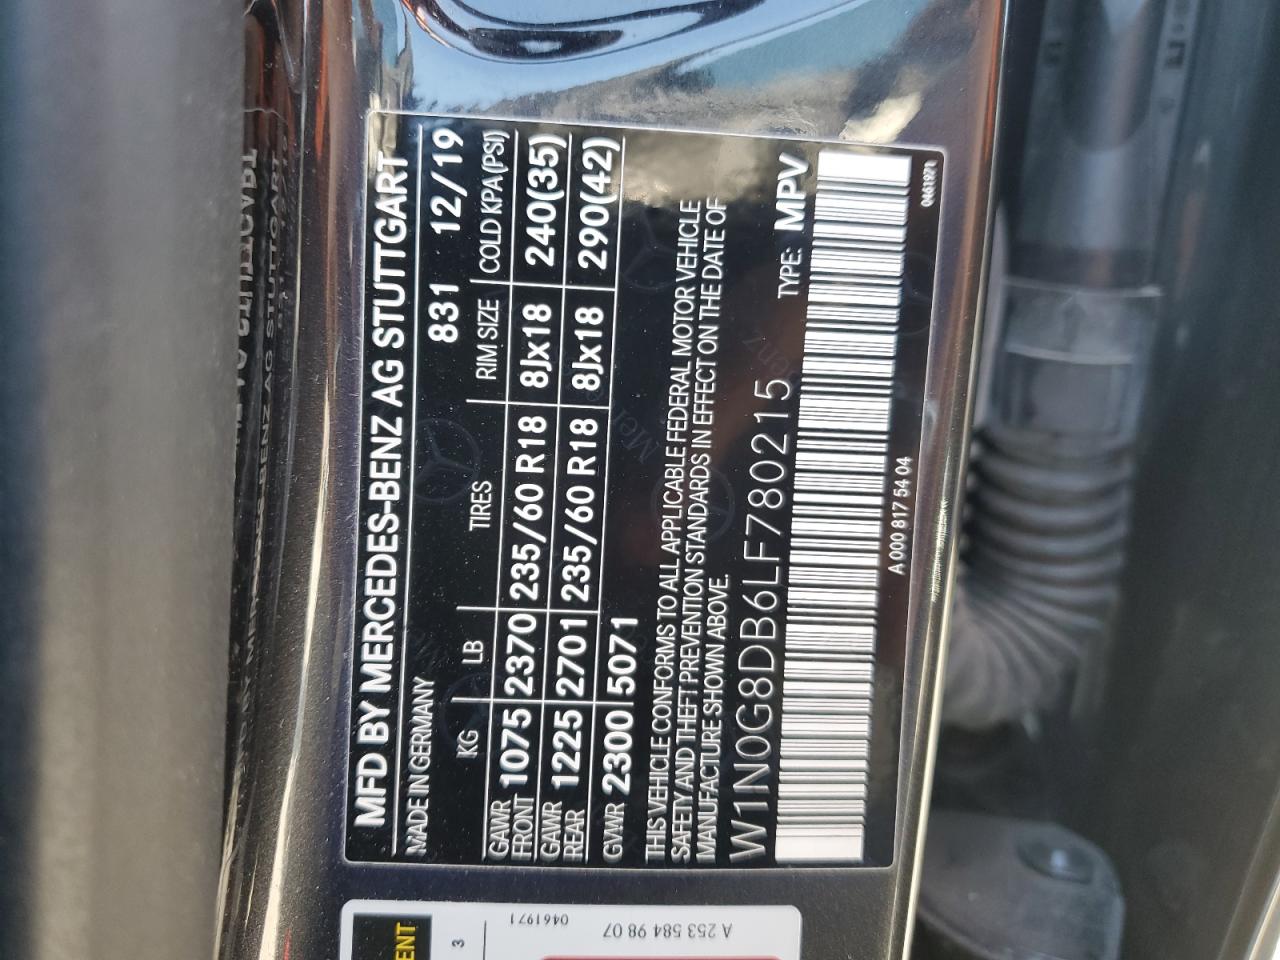 MFD BY MERCEDES-BENZ AG STUTTGART
MADE IN GERMANY 831 12/19
KG LB TIRES RIM SIZE COLD KPA(PSI)
GAWR FRONT 1075 2370 235/60 R18 8Jx18 240(35)
GAWR REAR 1225 2701 235/60 R18 8Jx18 290(42)
GVWR 2300 5071
THIS VEHICLE CONFORMS TO ALL APPLICABLE FEDERAL MOTOR VEHICLE
SAFETY AND THEFT PREVENTION STANDARDS IN EFFECT ON THE DATE OF
MANUFACTURE SHOWN ABOVE.
W1N0G8DB6LF780215 TYPE: MPV
A 000 817 54 04
0461971
ENT
3
0461971
A 253 584 98 07